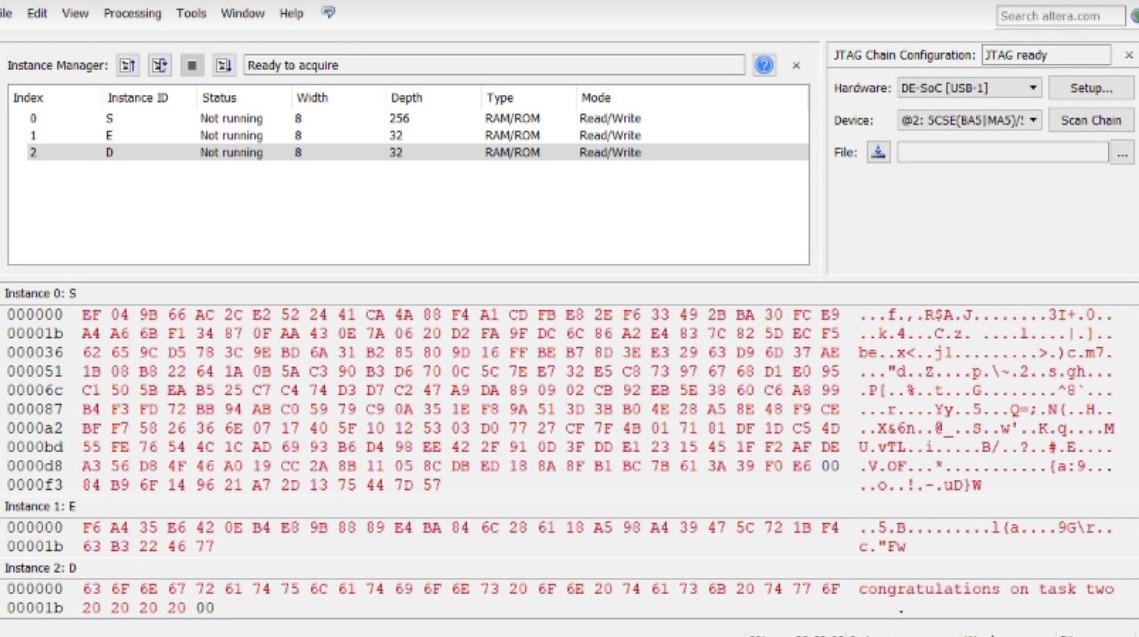 ile Edit View Processing Tools Window Help
Search altera.com
Instance Manager: Ready to acquire
JTAG Chain Configuration: JTAG ready
Index Instance ID Status Width Depth Type Mode
0 S Not running 8 256 RAM/ROM Read/Write
1 E Not running 8 32 RAM/ROM Read/Write
2 D Not running 8 32 RAM/ROM Read/Write
Hardware: DE-SoC [USB-1] Setup...
Device: @2: 5CSE(BA5|MA5)/! Scan Chain
File: ...
Instance 0: S
000000 EF 04 9B 66 AC 2C E2 52 24 41 CA 4A 88 F4 A1 CD FB E8 2E F6 33 49 2B BA 30 FC E9 ...f.,.R$A.J.......3I+.0..
00001b A4 A6 6B F1 34 87 0F AA 43 0E 7A 06 20 D2 FA 9F DC 6C 86 A2 E4 83 7C 82 5D EC F5 ..k.4...C.z. ....l....|.]..
000036 62 65 9C D5 78 3C 9E BD 6A 31 B2 85 80 9D 16 FF BE B7 8D 3E E3 29 63 D9 6D 37 AE be..x<..j1.........>.)c.m7.
000051 1B 08 B8 22 64 1A 0B 5A C3 90 B3 D6 70 0C 5C 7E E7 32 E5 C8 73 97 67 68 D1 E0 95 ..."d..Z....p.\~.2..s.gh...
00006c C1 50 5B EA B5 25 C7 C4 74 D3 D7 C2 47 A9 DA 89 09 02 CB 92 EB 5E 38 60 C6 A8 99 .P[..%..t...G........^8`...
000087 B4 F3 FD 72 BB 94 AB C0 59 79 C9 0A 35 1E F8 9A 51 3D 3B B0 4E 28 A5 8E 48 F9 CE ...r....Yy..5...Q=;.N(..H..
0000a2 BF F7 58 26 36 6E 07 17 40 5F 10 12 53 03 D0 77 27 CF 7F 4B 01 71 81 DF 1D C5 4D ..X&6n..@_..S..w'..K.q....M
0000bd 55 FE 76 54 4C 1C AD 69 93 B6 D4 98 EE 42 2F 91 0D 3F DD E1 23 15 45 1F F2 AF DE U.vTL..i.....B/..?..#.E....
0000d8 A3 56 D8 4F 46 A0 19 CC 2A 8B 11 05 8C DB ED 18 8A 8F B1 BC 7B 61 3A 39 F0 E6 00 .V.OF...*...........{a:9...
0000f3 84 B9 6F 14 96 21 A7 2D 13 75 44 7D 57 ..o..!.-.uD}W
Instance 1: E
000000 F6 A4 35 E6 42 0E B4 E8 9B 88 89 E4 BA 84 6C 28 61 18 A5 98 A4 39 47 5C 72 1B F4 ..5.B.........l(a....9G\r..
00001b 63 B3 22 46 77 c."Fw
Instance 2: D
000000 63 6F 6E 67 72 61 74 75 6C 61 74 69 6F 6E 73 20 6F 6E 20 74 61 73 6B 20 74 77 6F congratulations on task two
00001b 20 20 20 20 00 .